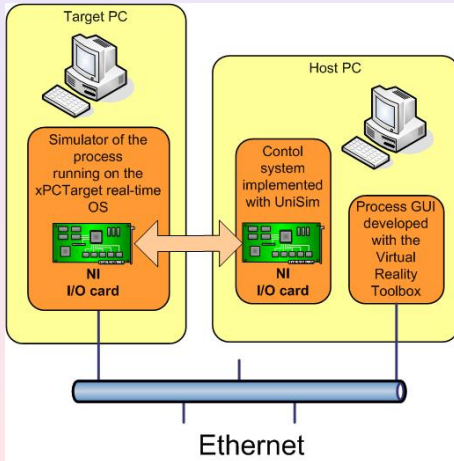 Target PC
Simulator of the
process
running on the
xPCTarget real-time
OS
NI
I/O card
Host PC
Contol
system
implemented
with UniSim
NI
I/O card
Process GUI
developed
with the
Virtual
Reality
Toolbox
Ethernet